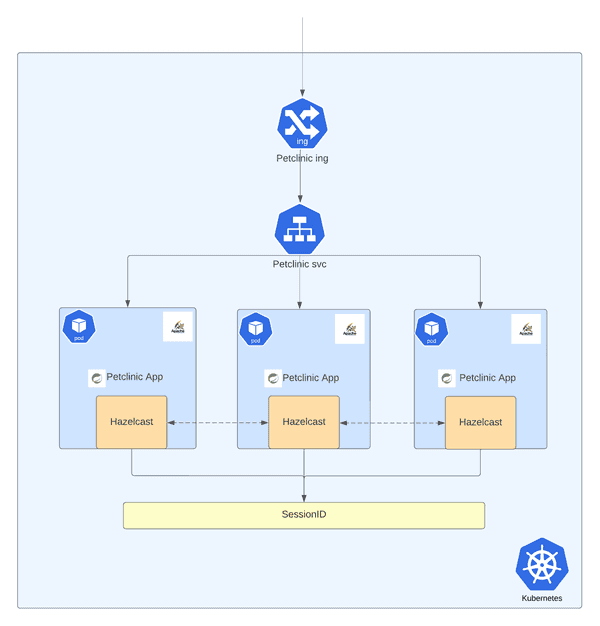 ing
Petclinic ing
Petclinic svc
pod
Apache
pod
Apache
pod
Apache
Petclinic App
Petclinic App
Petclinic App
Hazelcast
Hazelcast
Hazelcast
SessionID
Kubernetes